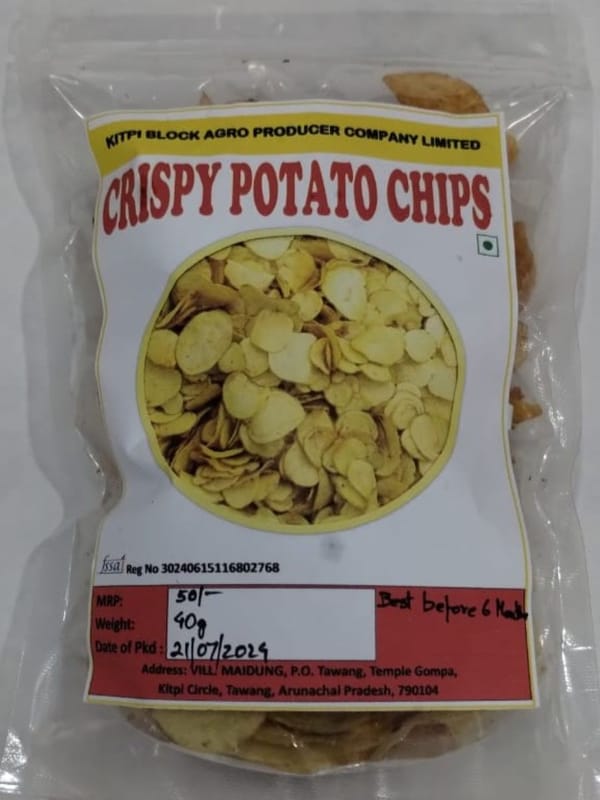 KITPI BLOCK AGRO PRODUCER COMPANY LIMITED
CRISPY POTATO CHIPS
fssai Reg No 30240615116802768
MRP: 50/-
Best before 6 Months
Weight: 40g
Date of Pkd : 21/07/2024
Address: VILL. MAIDUNG, P.O. Tawang, Temple Gompa,
Kitpi Circle, Tawang, Arunachal Pradesh, 790104